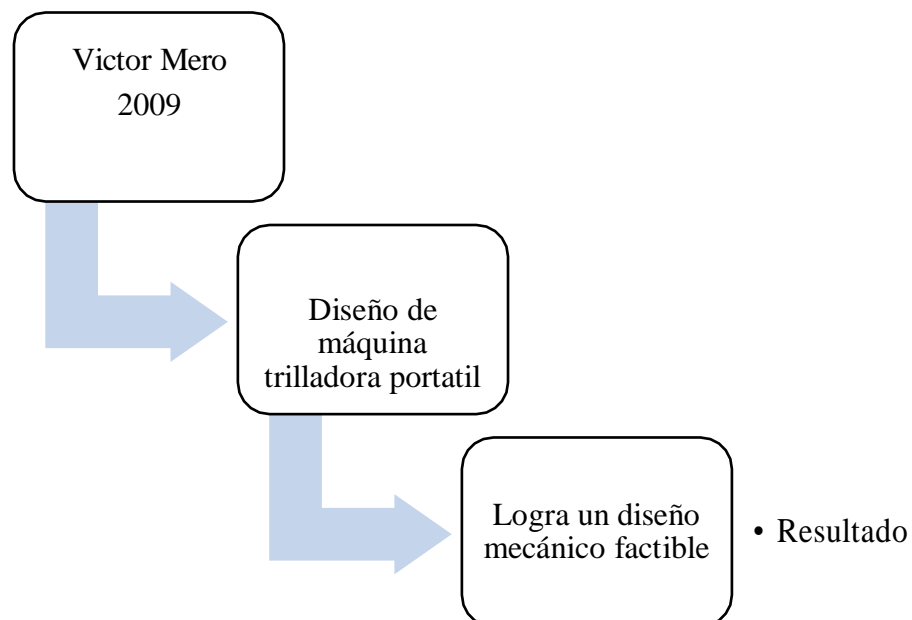 Victor Mero
2009
Diseño de
máquina
trilladora portatil
Logra un diseño
mecánico factible
• Resultado